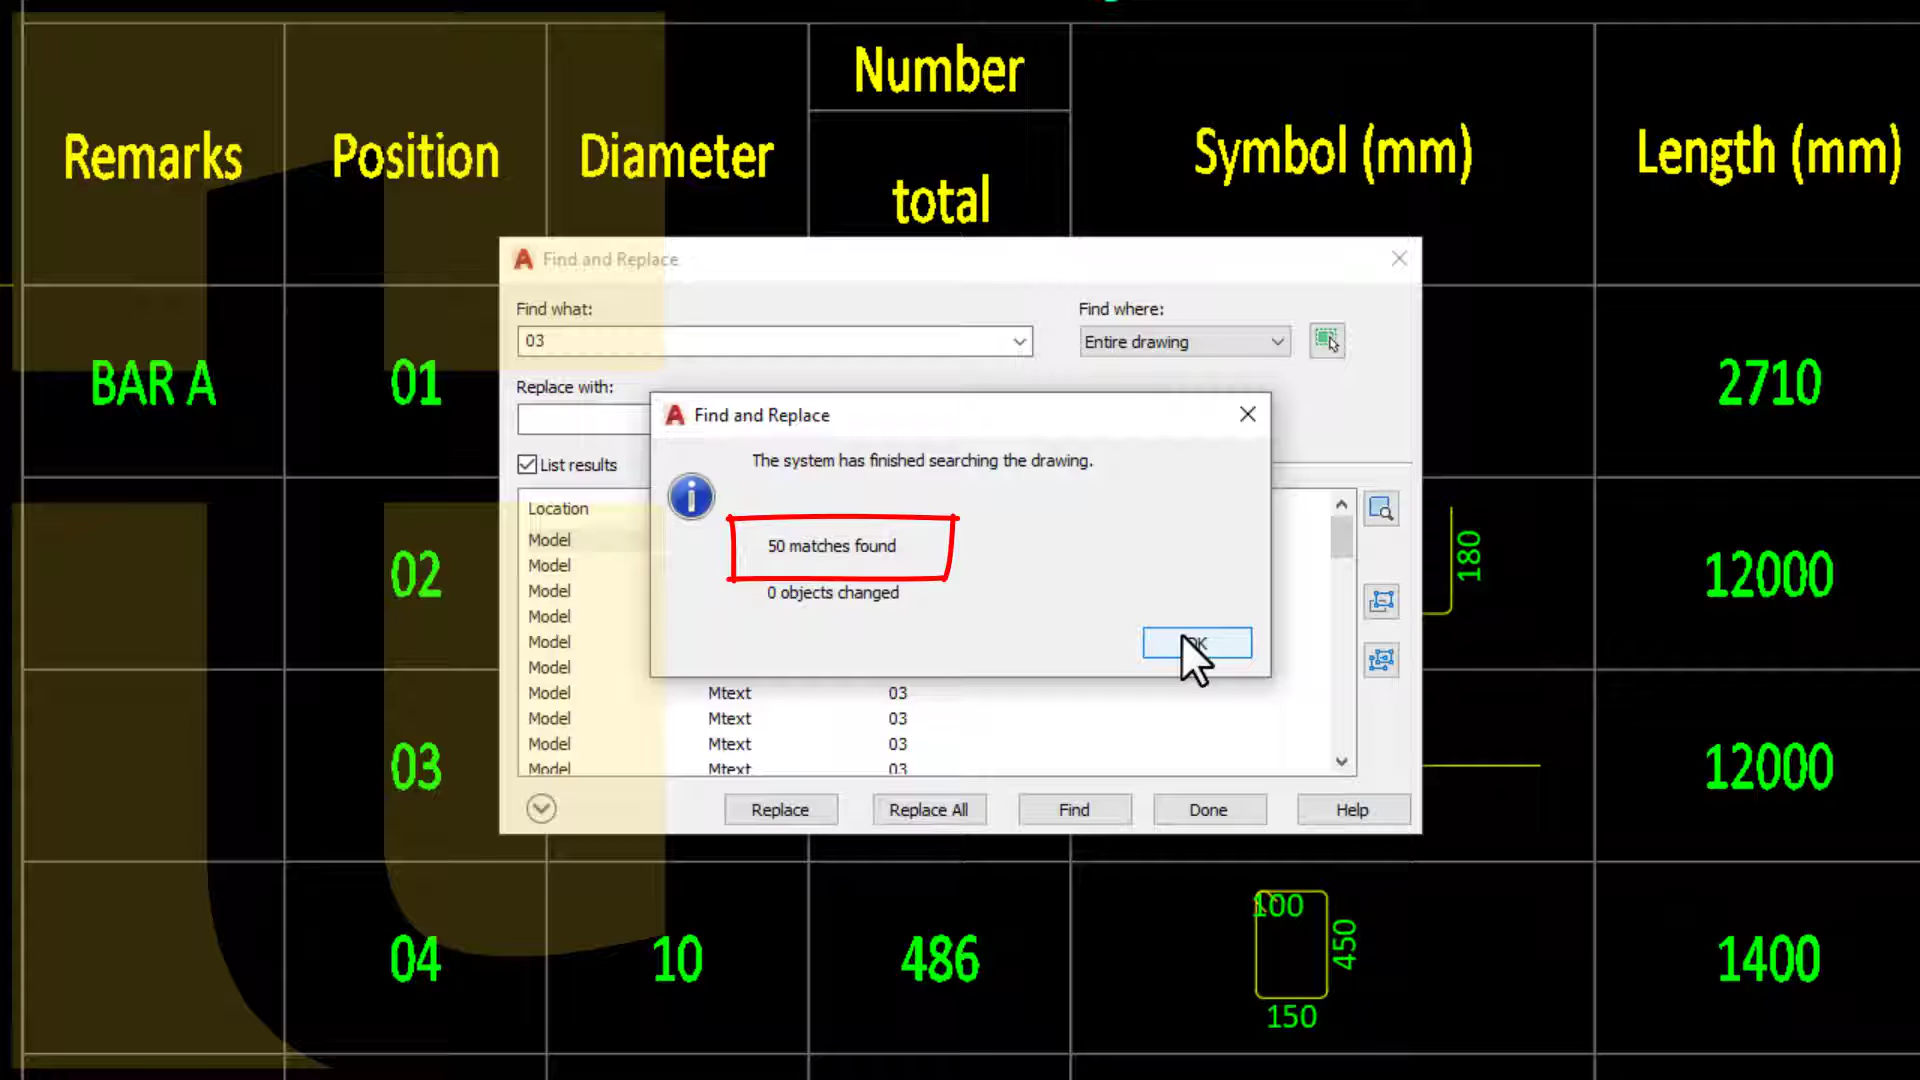 Number
Remarks Position Diameter Symbol (mm) Length (mm)
total
Find and Replace
Find what: Find where:
03 Entire drawing
Replace with:
Find and Replace
List results
The system has finished searching the drawing.
50 matches found
0 objects changed
Location
Model
Model
Model
Model
Model
Model
Model Mtext 03
Model Mtext 03
Model Mtext 03
Model Mtext 03
Replace Replace All Find Done Help
BAR A 01 2710
02 180 12000
03 12000
04 10 486 100 450 150 1400